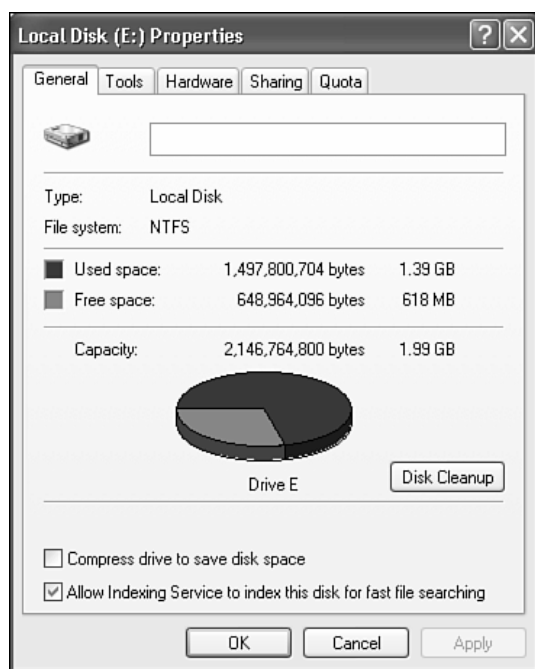 Local Disk (E:) Properties
General Tools Hardware Sharing Quota
Type: Local Disk
File system: NTFS
Used space: 1,497,800,704 bytes 1.39 GB
Free space: 648,964,096 bytes 618 MB
Capacity: 2,146,764,800 bytes 1.99 GB
Drive E
Disk Cleanup
Compress drive to save disk space
Allow Indexing Service to index this disk for fast file searching
OK Cancel Apply